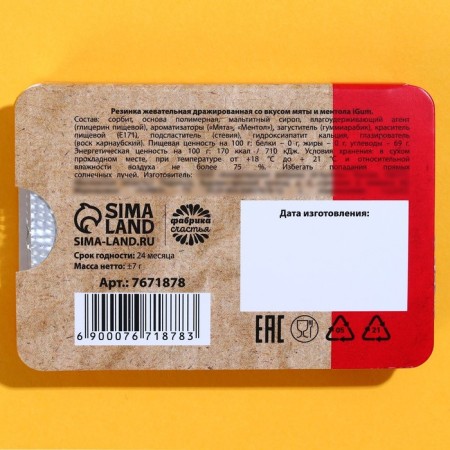 Резинка жевательная дражированная со вкусом мяты и ментола iGum.
Состав: сорбит, основа полимерная, мальтитный сироп, влагоудерживающий агент
(глицерин пищевой), ароматизаторы («Мята», «Ментол»), загуститель (гуммиарабик), краситель
пищевой (E171), подсластитель (стевия), гидроксиапатит кальция, глазирователь
(воск карнаубский). Пищевая ценность на 100 г: белки – 0 г, жиры – 0 г, углеводы – 69 г.
Энергетическая ценность на 100 г: 170 ккал / 710 кДж. Условия хранения: в сухом
прохладном месте, при температуре от +18 °С до + 21 °С и относительной
влажности воздуха не более 75 %. Избегать попадания прямых
солнечных лучей. Изготовитель:
SIMA
LAND
SIMA-LAND.RU
фабрика
счастья
Срок годности: 24 месяца
Масса нетто: ±7 г
Арт.: 7671878
6 900076 718783
Дата изготовления:
EAC
05
21